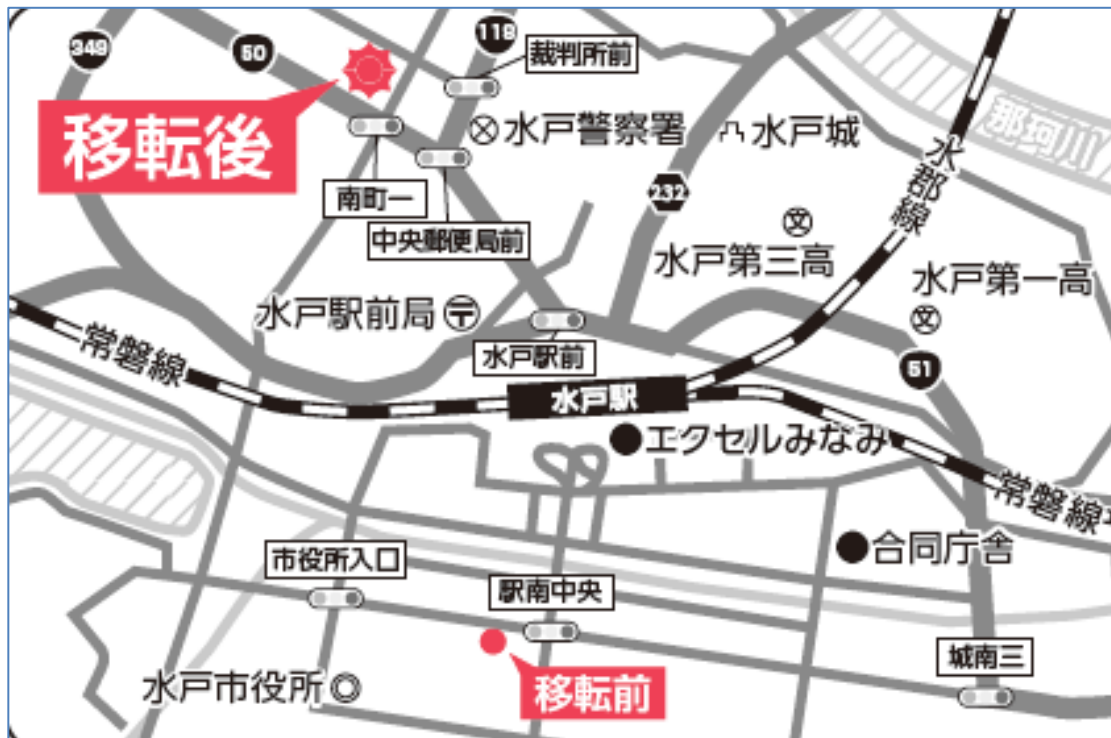 349
50
118
裁判所前
移転後
水戸警察署
水戸城
那珂川
水郡線
南町一
中央郵便局前
232
水戸第三高
水戸第一高
水戸駅前局
水戸駅前
常磐線
51
水戸駅
エクセルみなみ
常磐線
合同庁舎
市役所入口
駅南中央
城南三
水戸市役所
移転前